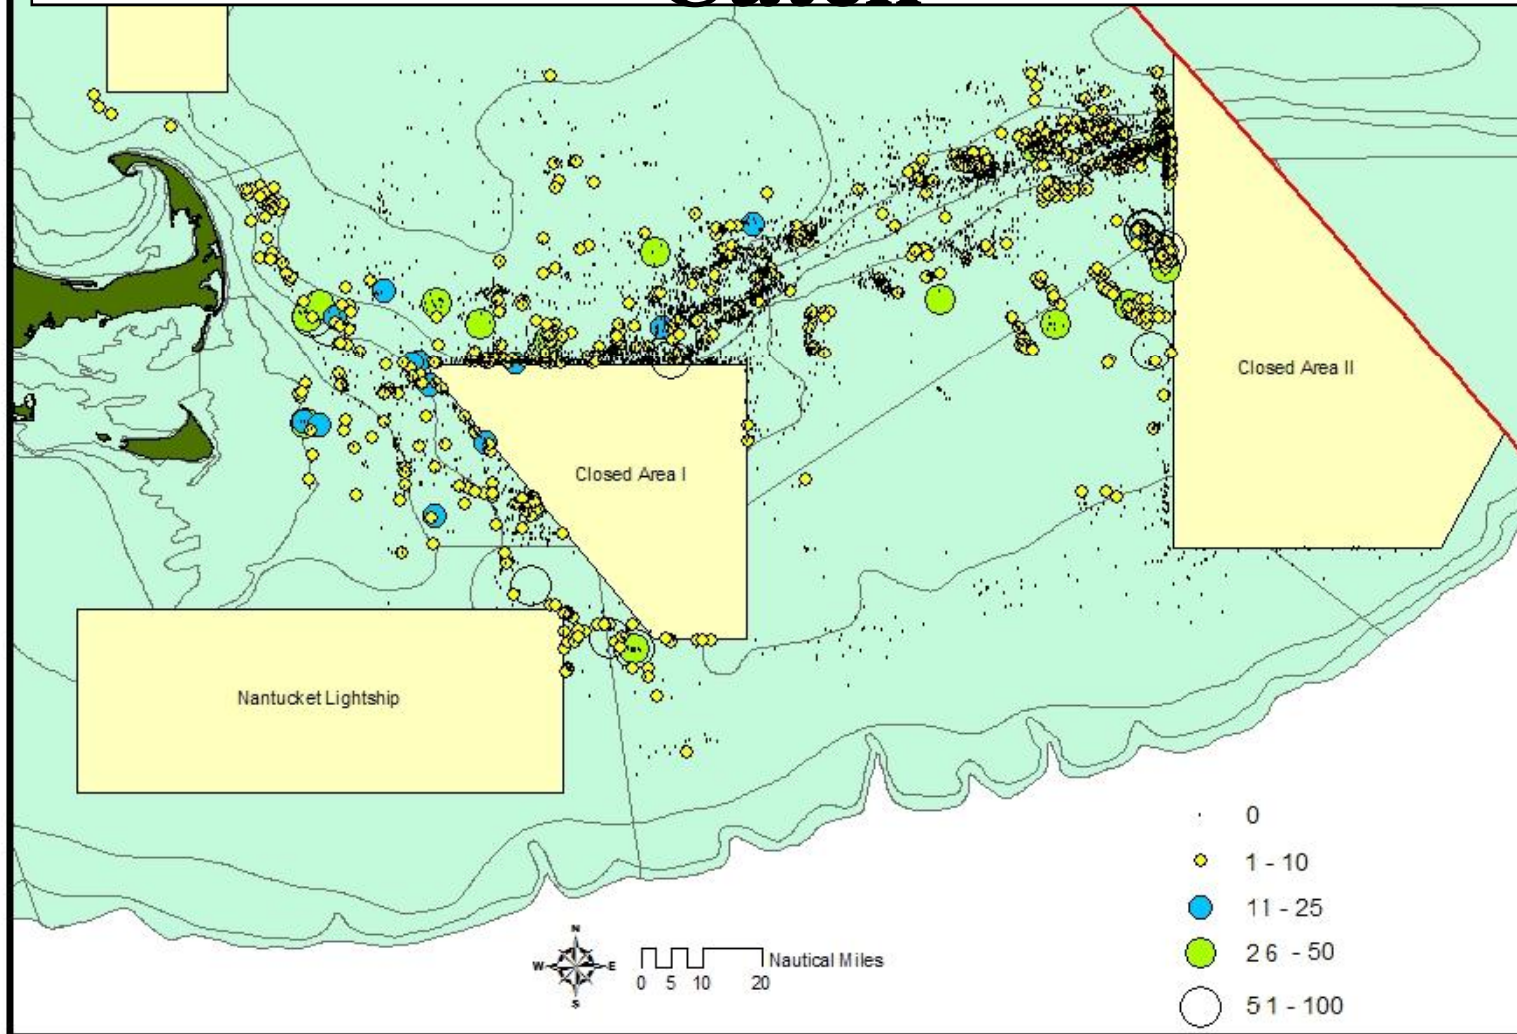 Closed Area II
Closed Area I
Nantucket Lightship
0
1 - 10
11 - 25
26 - 50
51 - 100
N
W E
S
Nautical Miles
0 5 10 20